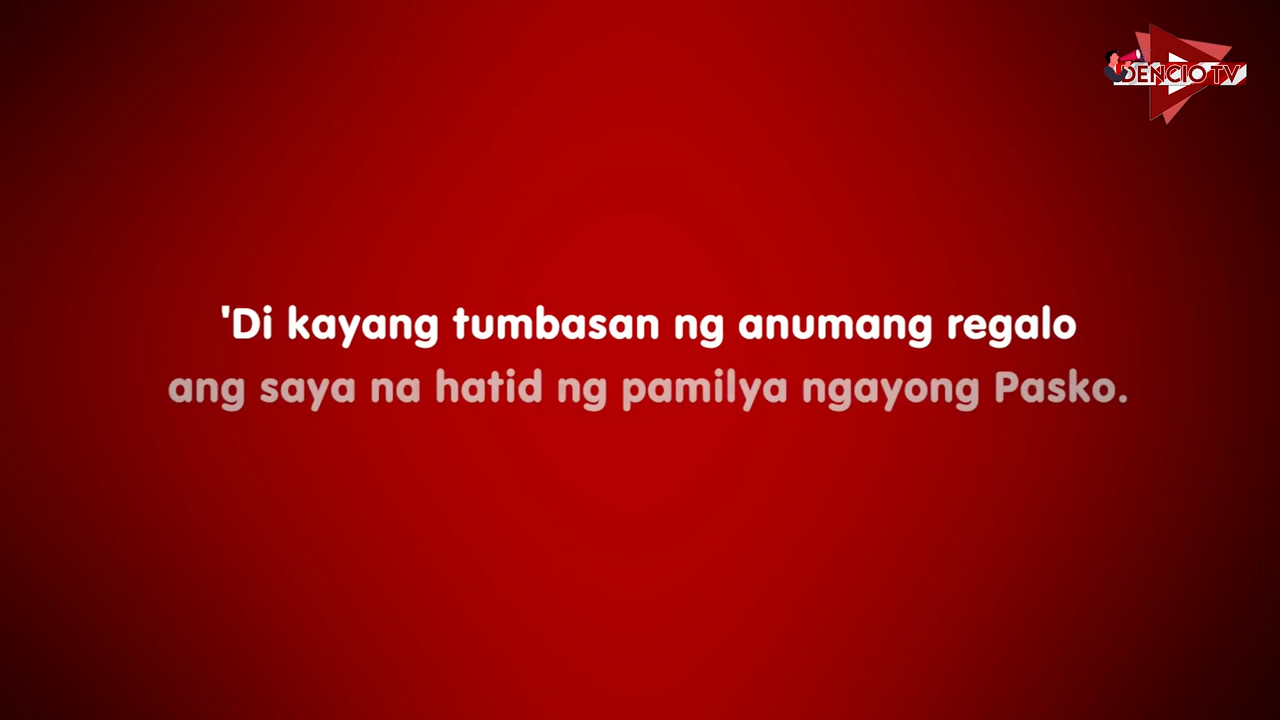 DENCIO TV
'Di kayang tumbasan ng anumang regalo
ang saya na hatid ng pamilya ngayong Pasko.